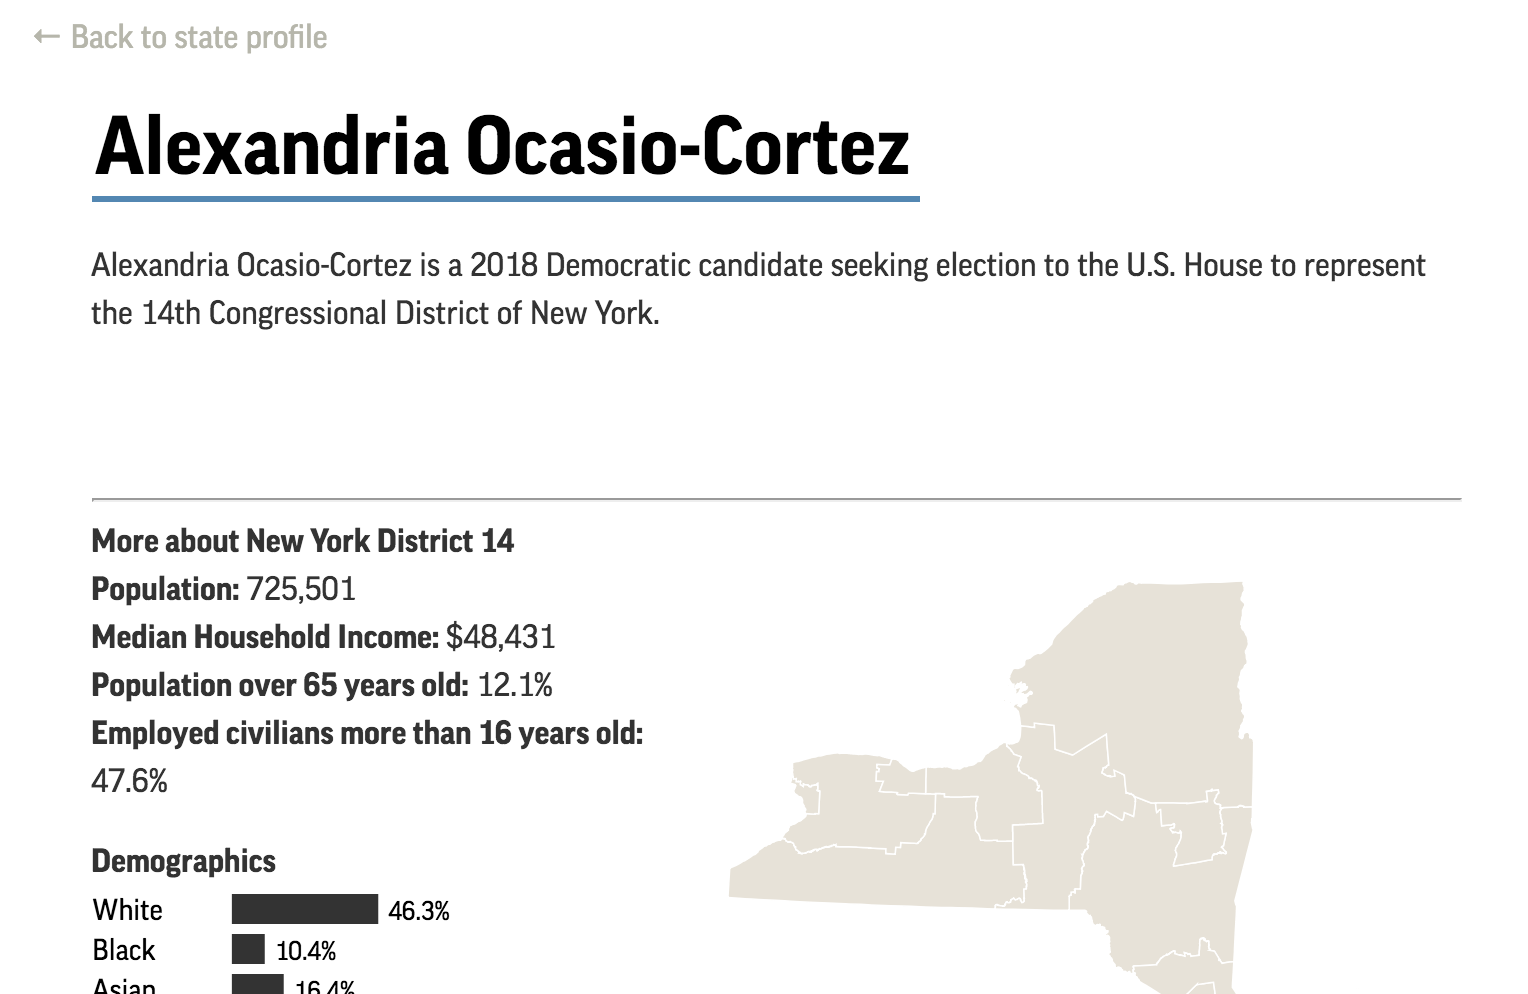 ← Back to state profile
Alexandria Ocasio-Cortez
Alexandria Ocasio-Cortez is a 2018 Democratic candidate seeking election to the U.S. House to represent
the 14th Congressional District of New York.
More about New York District 14
Population: 725,501
Median Household Income: $48,431
Population over 65 years old: 12.1%
Employed civilians more than 16 years old:
47.6%
Demographics
White 46.3%
Black 10.4%
Asian 16.4%